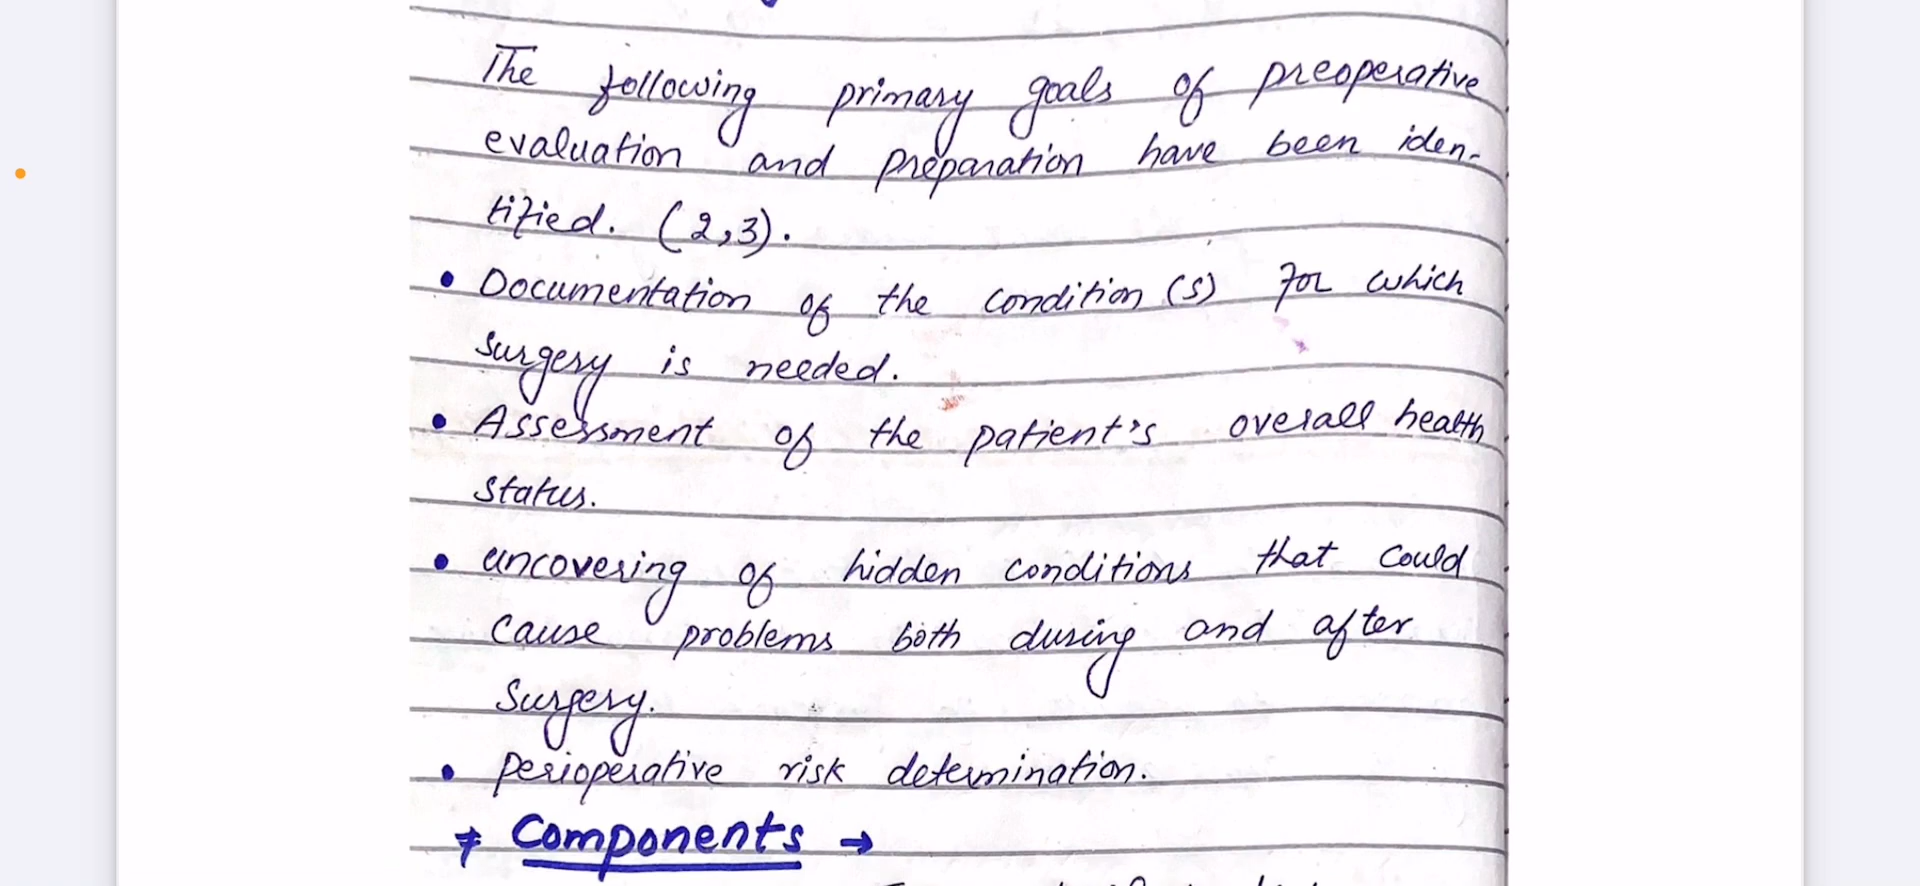 The following primary goals of preoperative
evaluation and preparation have been iden-
tified. (2,3).
• Documentation of the condition (s) for which
surgery is needed.
• Assessment of the patient's overall health
status.
• uncovering of hidden conditions that could
cause problems both during and after
surgery.
• perioperative risk determination.
* Components →